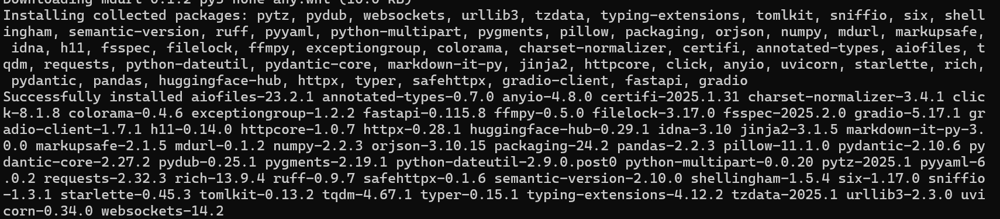 Downloading mdurl-0.1.2-py3-none-any.whl (10.0 kB)
Installing collected packages: pytz, pydub, websockets, urllib3, tzdata, typing-extensions, tomlkit, sniffio, six, shell
ingham, semantic-version, ruff, pyyaml, python-multipart, pygments, pillow, packaging, orjson, numpy, mdurl, markupsafe,
 idna, h11, fsspec, filelock, ffmpy, exceptiongroup, colorama, charset-normalizer, certifi, annotated-types, aiofiles, t
qdm, requests, python-dateutil, pydantic-core, markdown-it-py, jinja2, httpcore, click, anyio, uvicorn, starlette, rich,
 pydantic, pandas, huggingface-hub, httpx, typer, safehttpx, gradio-client, fastapi, gradio
Successfully installed aiofiles-23.2.1 annotated-types-0.7.0 anyio-4.8.0 certifi-2025.1.31 charset-normalizer-3.4.1 clic
k-8.1.8 colorama-0.4.6 exceptiongroup-1.2.2 fastapi-0.115.8 ffmpy-0.5.0 filelock-3.17.0 fsspec-2025.2.0 gradio-5.17.1 gr
adio-client-1.7.1 h11-0.14.0 httpcore-1.0.7 httpx-0.28.1 huggingface-hub-0.29.1 idna-3.10 jinja2-3.1.5 markdown-it-py-3.
0.0 markupsafe-2.1.5 mdurl-0.1.2 numpy-2.2.3 orjson-3.10.15 packaging-24.2 pandas-2.2.3 pillow-11.1.0 pydantic-2.10.6 py
dantic-core-2.27.2 pydub-0.25.1 pygments-2.19.1 python-dateutil-2.9.0.post0 python-multipart-0.0.20 pytz-2025.1 pyyaml-6
.0.2 requests-2.32.3 rich-13.9.4 ruff-0.9.7 safehttpx-0.1.6 semantic-version-2.10.0 shellingham-1.5.4 six-1.17.0 sniffio
-1.3.1 starlette-0.45.3 tomlkit-0.13.2 tqdm-4.67.1 typer-0.15.1 typing-extensions-4.12.2 tzdata-2025.1 urllib3-2.3.0 uvi
corn-0.34.0 websockets-14.2